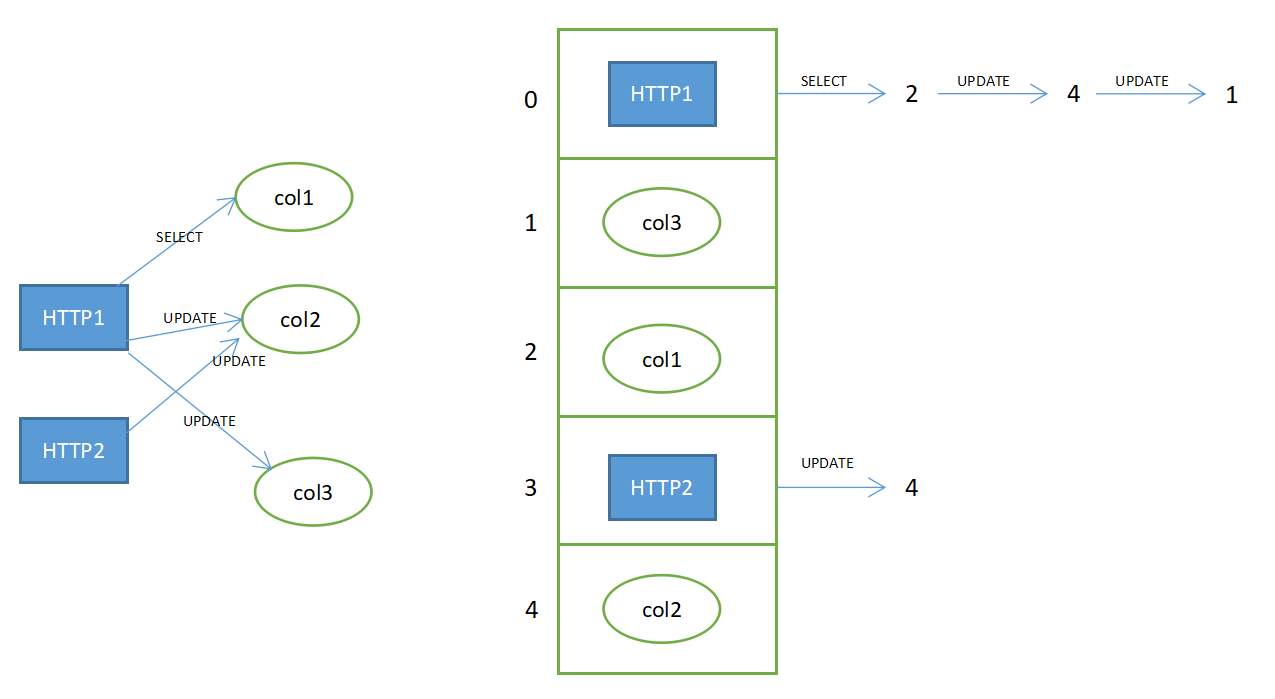 col1
SELECT
HTTP1
UPDATE
col2
UPDATE
UPDATE
HTTP2
col3
0
HTTP1
SELECT
2
UPDATE
4
UPDATE
1
1
col3
2
col1
3
HTTP2
UPDATE
4
4
col2